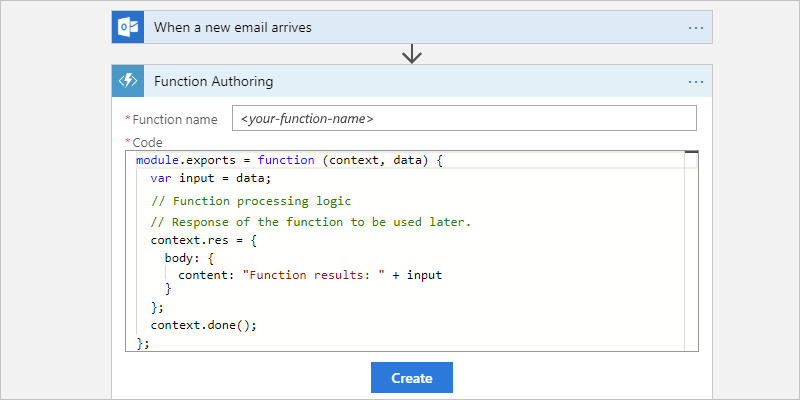 When a new email arrives ...
Function Authoring ...
*Function name <your-function-name>
*Code
module.exports = function (context, data) {
var input = data;
// Function processing logic
// Response of the function to be used later.
context.res = {
body: {
content: "Function results: " + input
}
};
context.done();
};
Create